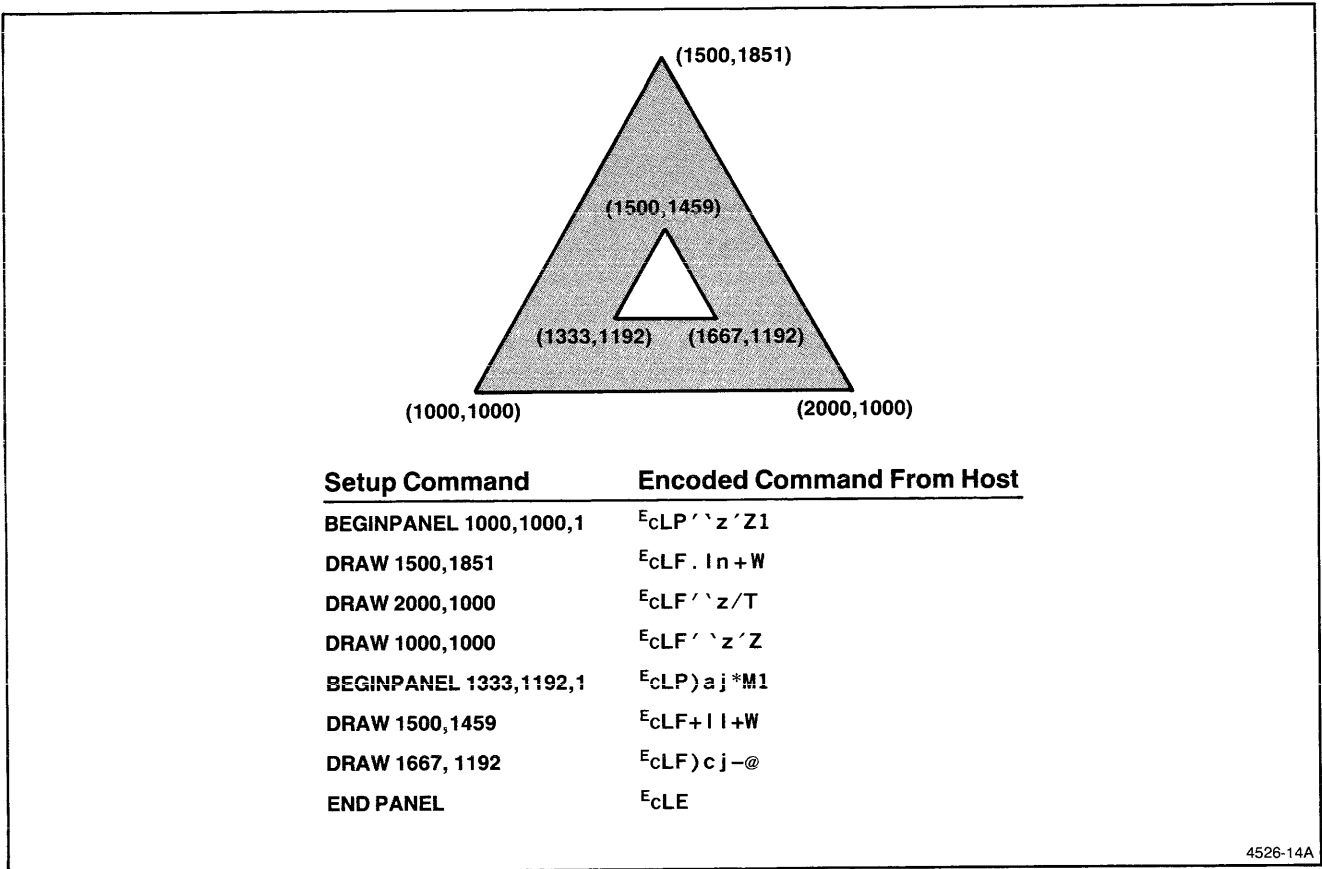 (1500,1851)
(1500,1459)
(1333,1192) (1667,1192)
(1000,1000) (2000,1000)
Setup Command Encoded Command From Host
BEGINPANEL 1000,1000,1 ECLP´`z´Z1
DRAW 1500,1851 ECLF.ln+W
DRAW 2000,1000 ECLF´`z/T
DRAW 1000,1000 ECLF´`z´Z
BEGINPANEL 1333,1192,1 ECLP)aj*M1
DRAW 1500,1459 ECLF+ll+W
DRAW 1667, 1192 ECLF)cj–@
END PANEL ECLE
4526-14A